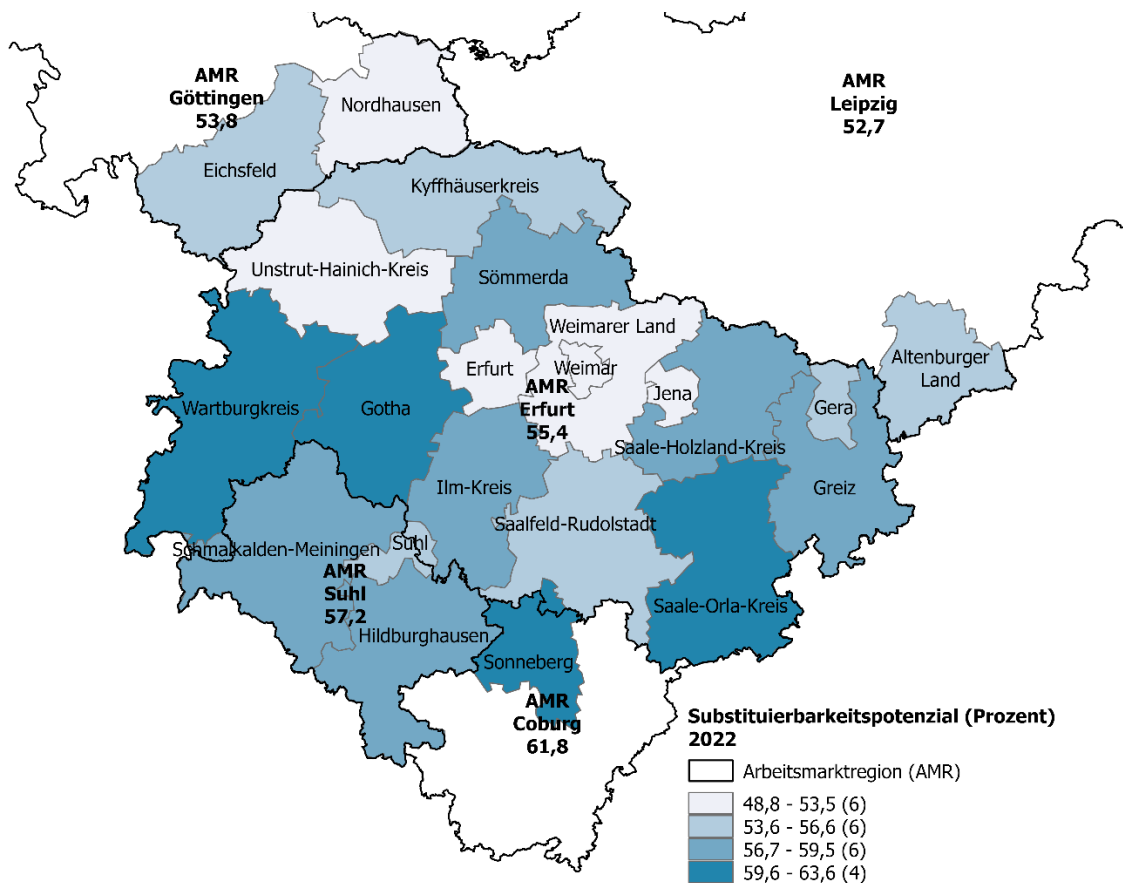 AMR
Göttingen
53,8
Nordhausen
AMR
Leipzig
52,7
Eichsfeld
Kyffhäuserkreis
Unstrut-Hainich-Kreis
Sömmerda
Weimarer Land
Erfurt
Weimar
AMR
Erfurt
55,4
Jena
Gera
Altenburger
Land
Wartburgkreis
Gotha
Saale-Holzland-Kreis
Ilm-Kreis
Greiz
Saalfeld-Rudolstadt
Schmalkalden-Meiningen
Suhl
AMR
Suhl
57,2
Hildburghausen
Saale-Orla-Kreis
Sonneberg
AMR
Coburg
61,8
Substituierbarkeitspotenzial (Prozent)
2022
Arbeitsmarktregion (AMR)
48,8 - 53,5 (6)
53,6 - 56,6 (6)
56,7 - 59,5 (6)
59,6 - 63,6 (4)